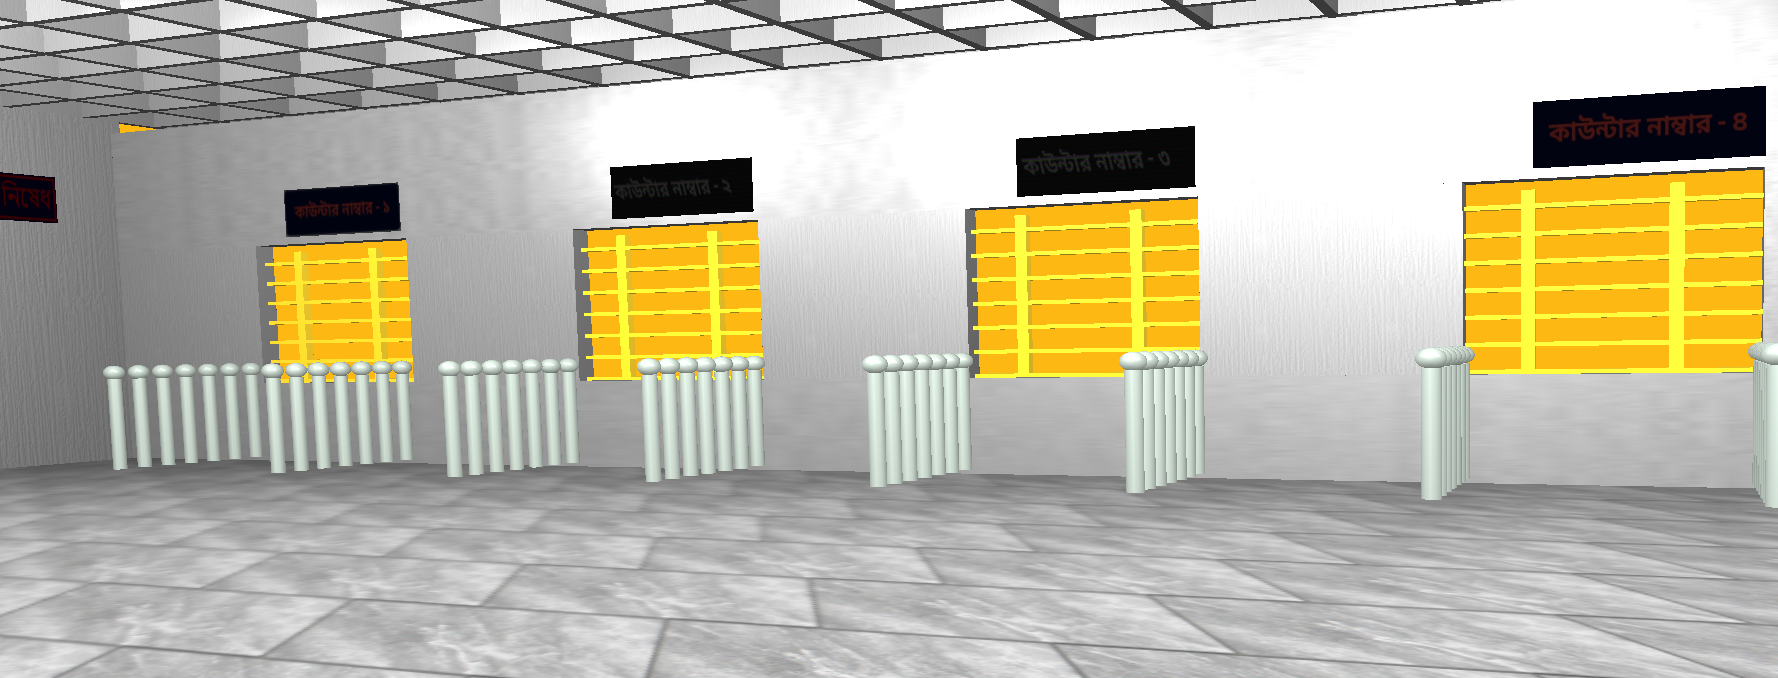 নিষেধ
কাউন্টার নাম্বার - ১
কাউন্টার নাম্বার - ২
কাউন্টার নাম্বার - ৩
কাউন্টার নাম্বার - ৪